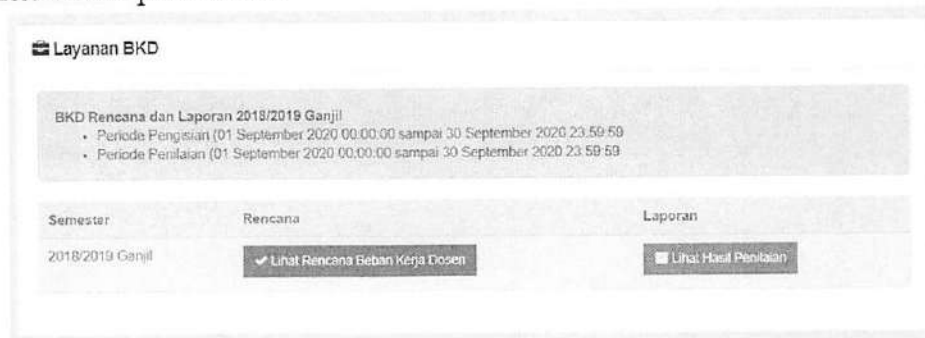 Layanan BKD
BKD Rencana dan Laporan 2018/2019 Ganjil
• Periode Pengisian (01 September 2020 00:00:00 sampai 30 September 2020 23:59:59
• Periode Penilaian (01 September 2020 00:00:00 sampai 30 September 2020 23:59:59
Semester Rencana Laporan
2018/2019 Ganjil Lihat Rencana Beban Kerja Dosen Lihat Hasil Penilaian